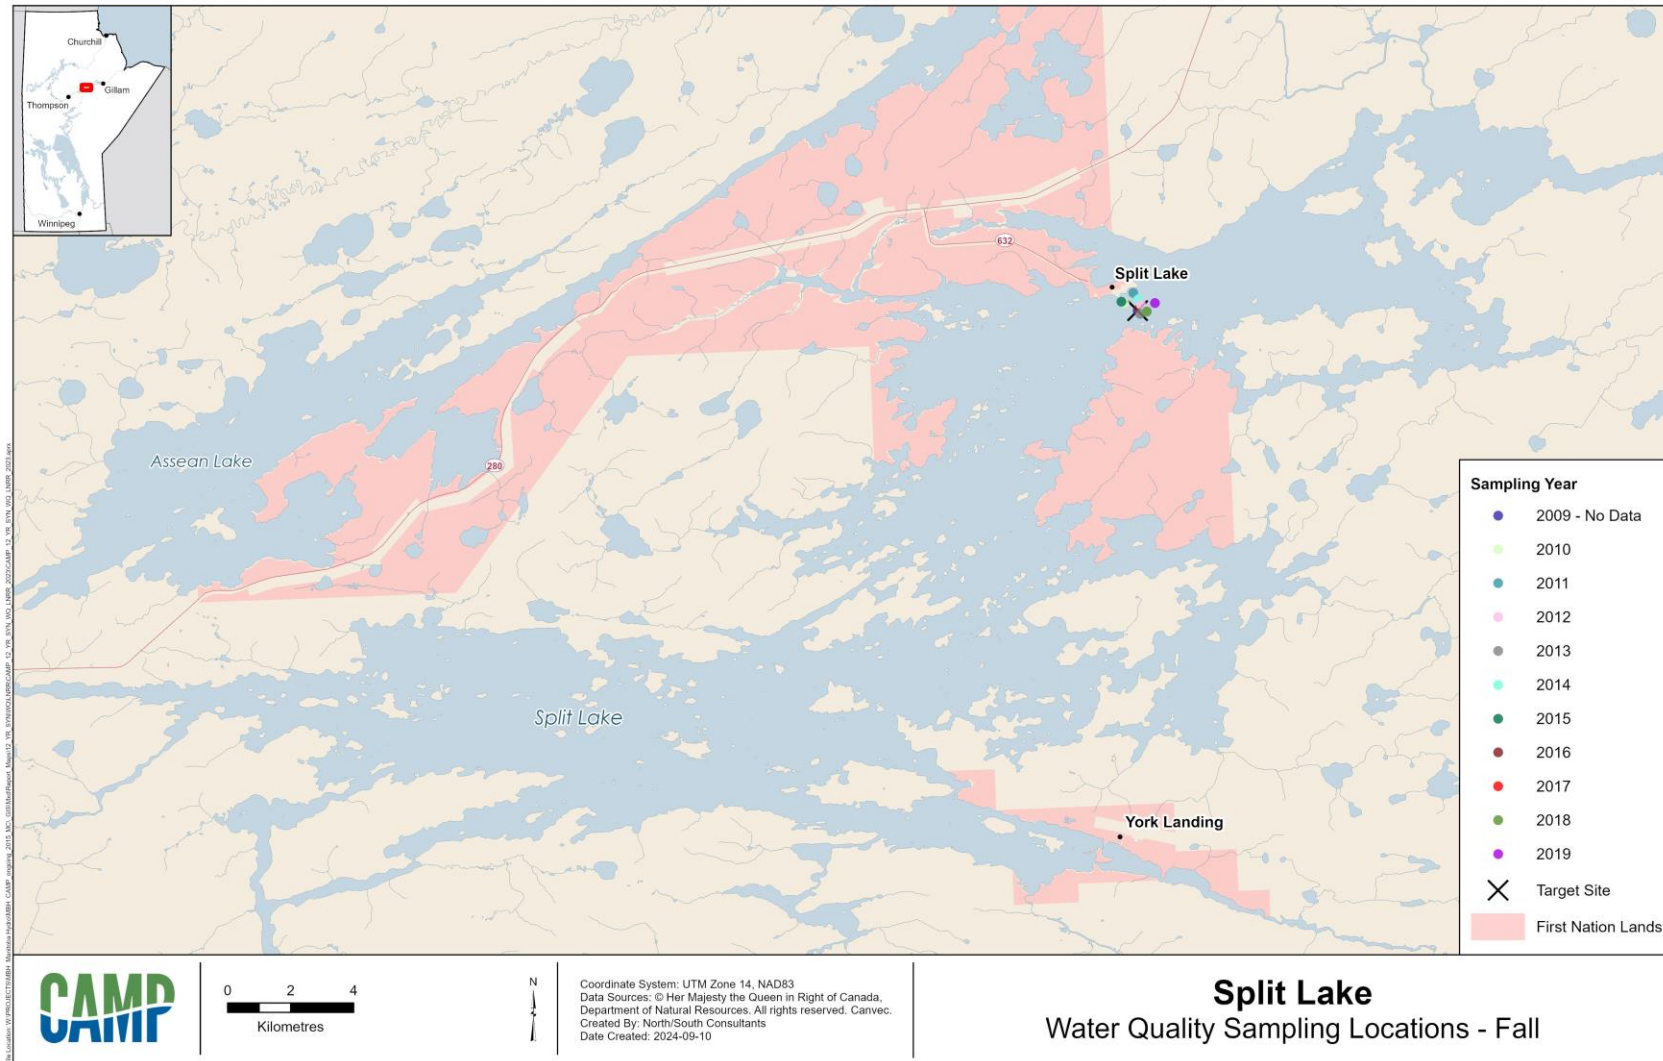 Churchill
Gillam
Thompson
Winnipeg
632
Split Lake
Assean Lake
280
Split Lake
York Landing
Sampling Year
2009 - No Data
2010
2011
2012
2013
2014
2015
2016
2017
2018
2019
Target Site
First Nation Lands
CAMP
0 2 4
Kilometres
N
Coordinate System: UTM Zone 14, NAD83
Data Sources: © Her Majesty the Queen in Right of Canada,
Department of Natural Resources. All rights reserved. Canvec.
Created By: North/South Consultants
Date Created: 2024-09-10
Split Lake
Water Quality Sampling Locations - Fall